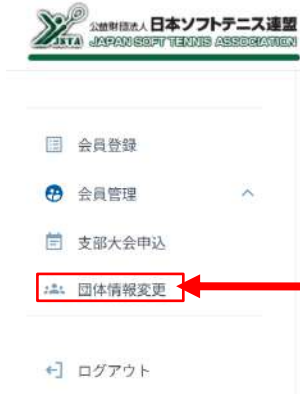 公益財団法人 日本ソフトテニス連盟
JSTA JAPAN SOFT TENNIS ASSOCIATION
会員登録
会員管理
支部大会申込
団体情報変更
ログアウト